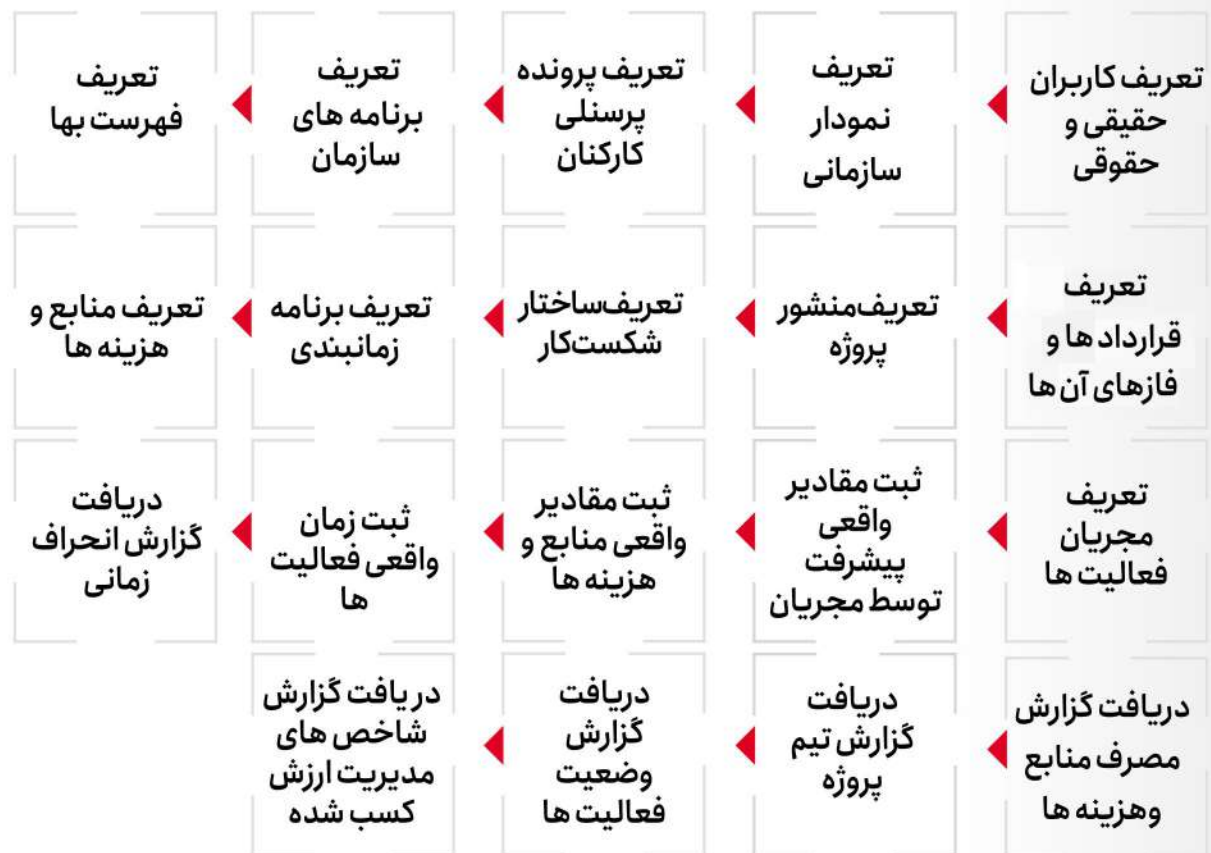 تعریف کاربران
حقیقی و
حقوقی
تعریف
نمودار
سازمانی
تعریف پرونده
پرسنلی
کارکنان
تعریف
برنامه های
سازمان
تعریف
فهرست بها
تعریف
قرارداد ها و
فازهای آن ها
تعریف‌منشور
پروژه
تعریف‌ساختار
شکست‌کار
تعریف برنامه
زمانبندی
تعریف منابع و
هزینه ها
تعریف
مجریان
فعالیت ها
ثبت مقادیر
واقعی
پیشرفت
توسط مجریان
ثبت مقادیر
واقعی منابع و
هزینه ها
ثبت زمان
واقعی فعالیت
ها
دریافت
گزارش انحراف
زمانی
دریافت گزارش
مصرف منابع
وهزینه ها
دریافت
گزارش تیم
پروژه
دریافت
گزارش
وضعیت
فعالیت ها
در یافت گزارش
شاخص های
مدیریت ارزش
کسب شده